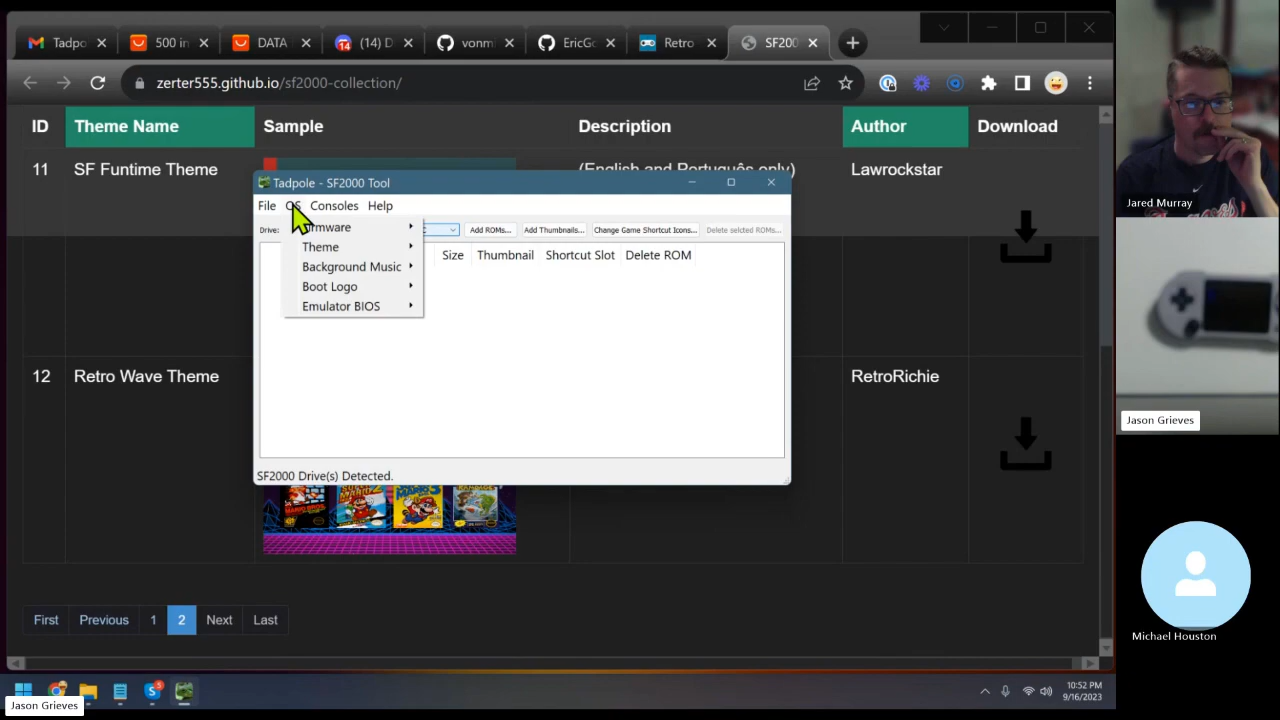 Tadpo
500 in
DATA
(14) D
vonm
EricGo
Retro
SF200
zerter555.github.io/sf2000-collection/
ID Theme Name Sample Description Author Download
11 SF Funtime Theme (English and Português only) Lawrockstar
Tadpole - SF2000 Tool
File OS Consoles Help
Drive: Add ROMs... Add Thumbnails... Change Game Shortcut Icons... Delete selcted ROMs...
Firmware
Theme
Background Music
Boot Logo
Emulator BIOS
Size Thumbnail Shortcut Slot Delete ROM
12 Retro Wave Theme RetroRichie
SF2000 Drive(s) Detected.
First Previous 1 2 Next Last
10:52 PM
9/16/2023
Jason Grieves
Jared Murray
Jason Grieves
Michael Houston